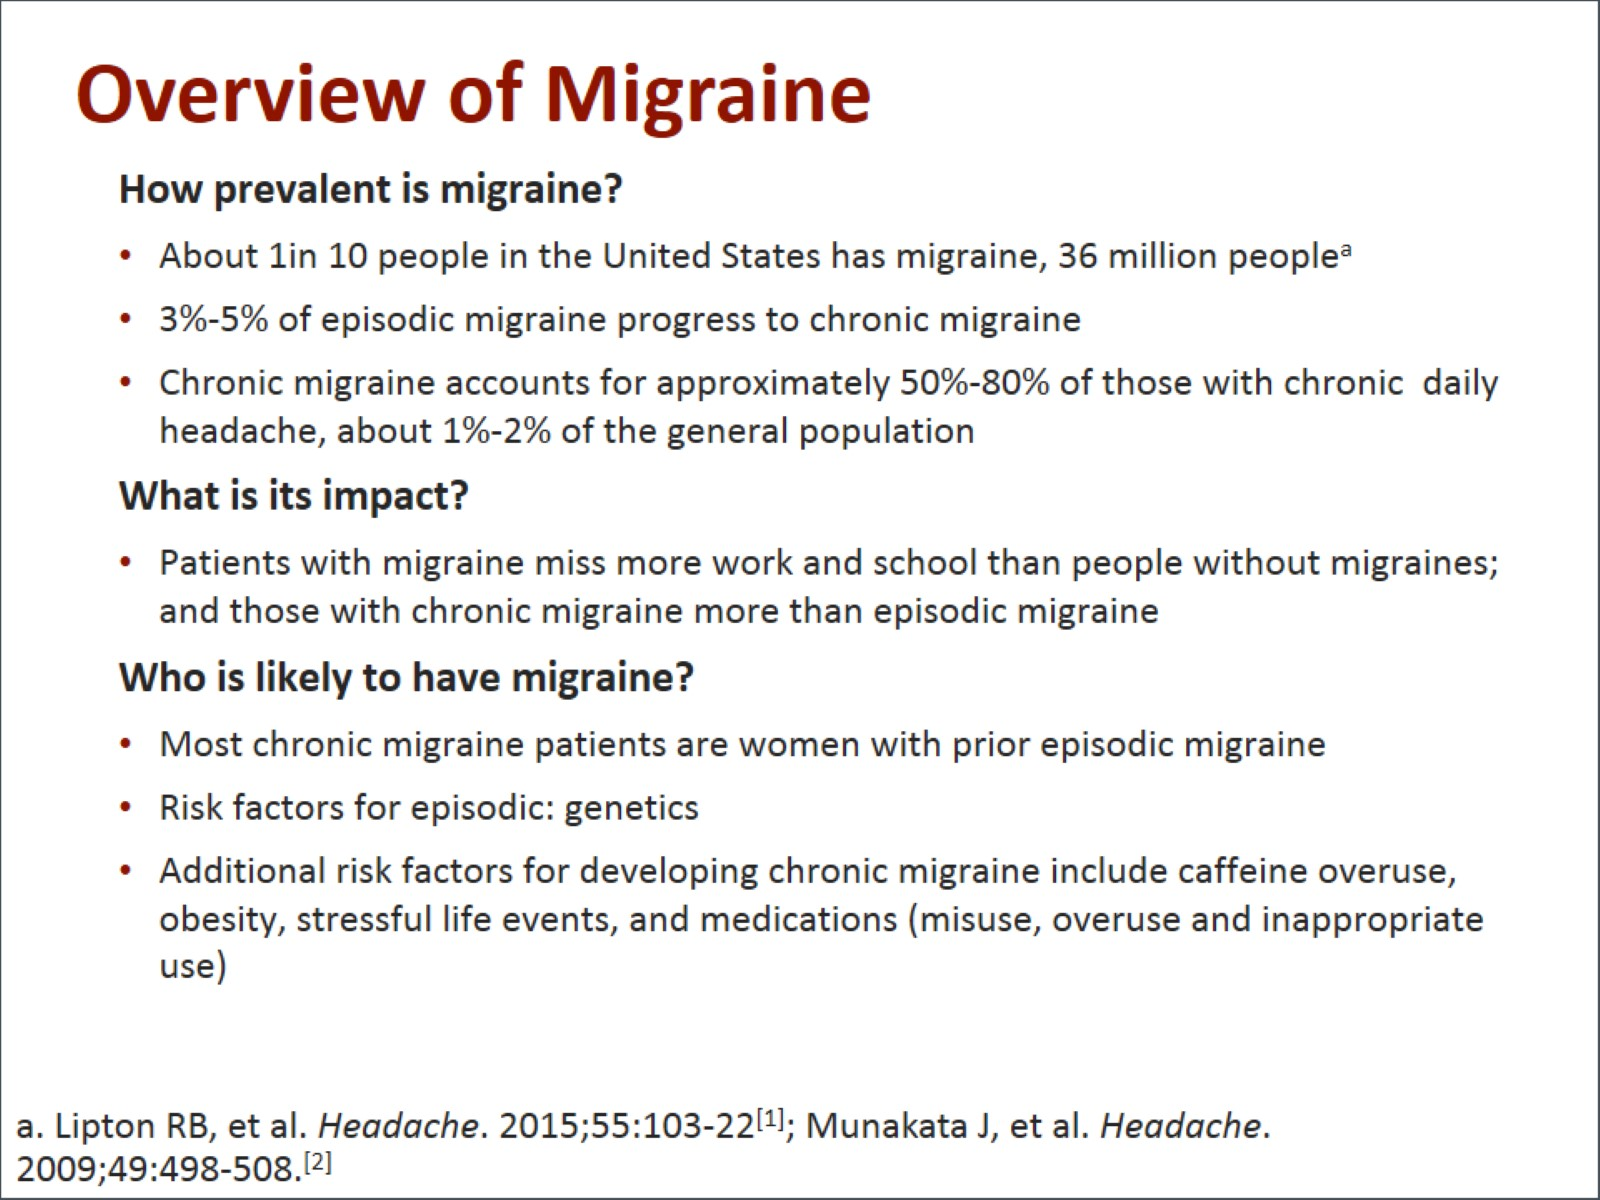 Overview of Migraine
How prevalent is migraine?
• About 1in 10 people in the United States has migraine, 36 million peopleᵃ
• 3%-5% of episodic migraine progress to chronic migraine
• Chronic migraine accounts for approximately 50%-80% of those with chronic  daily
headache, about 1%-2% of the general population
What is its impact?
• Patients with migraine miss more work and school than people without migraines;
and those with chronic migraine more than episodic migraine
Who is likely to have migraine?
• Most chronic migraine patients are women with prior episodic migraine
• Risk factors for episodic: genetics
• Additional risk factors for developing chronic migraine include caffeine overuse,
obesity, stressful life events, and medications (misuse, overuse and inappropriate
use)
a. Lipton RB, et al. Headache. 2015;55:103-22[1]; Munakata J, et al. Headache.
2009;49:498-508.[2]